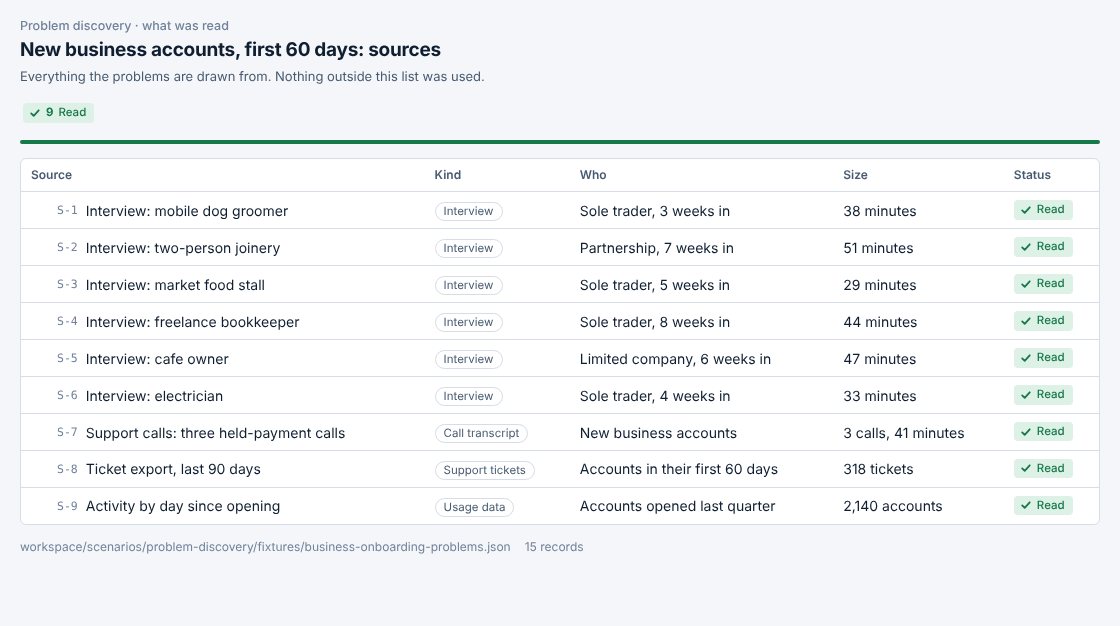 Problem discovery · what was read
New business accounts, first 60 days: sources
Everything the problems are drawn from. Nothing outside this list was used.
✓ 9 Read
Source Kind Who Size Status
S-1 Interview: mobile dog groomer Interview Sole trader, 3 weeks in 38 minutes ✓ Read
S-2 Interview: two-person joinery Interview Partnership, 7 weeks in 51 minutes ✓ Read
S-3 Interview: market food stall Interview Sole trader, 5 weeks in 29 minutes ✓ Read
S-4 Interview: freelance bookkeeper Interview Sole trader, 8 weeks in 44 minutes ✓ Read
S-5 Interview: cafe owner Interview Limited company, 6 weeks in 47 minutes ✓ Read
S-6 Interview: electrician Interview Sole trader, 4 weeks in 33 minutes ✓ Read
S-7 Support calls: three held-payment calls Call transcript New business accounts 3 calls, 41 minutes ✓ Read
S-8 Ticket export, last 90 days Support tickets Accounts in their first 60 days 318 tickets ✓ Read
S-9 Activity by day since opening Usage data Accounts opened last quarter 2,140 accounts ✓ Read
workspace/scenarios/problem-discovery/fixtures/business-onboarding-problems.json 15 records